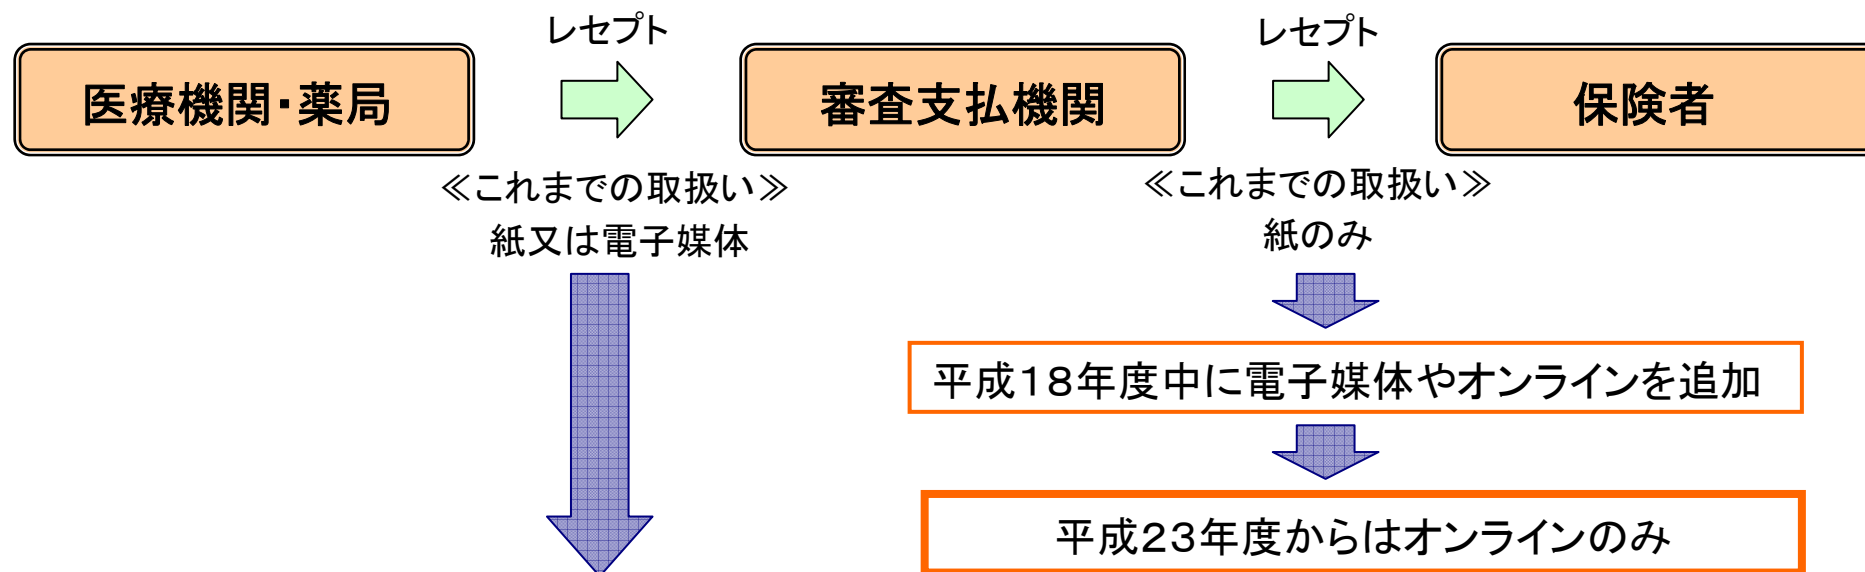 レセプト
レセプト
医療機関・薬局
審査支払機関
保険者
≪これまでの取扱い≫
紙又は電子媒体
≪これまでの取扱い≫
紙のみ
平成18年度中に電子媒体やオンラインを追加
平成23年度からはオンラインのみ